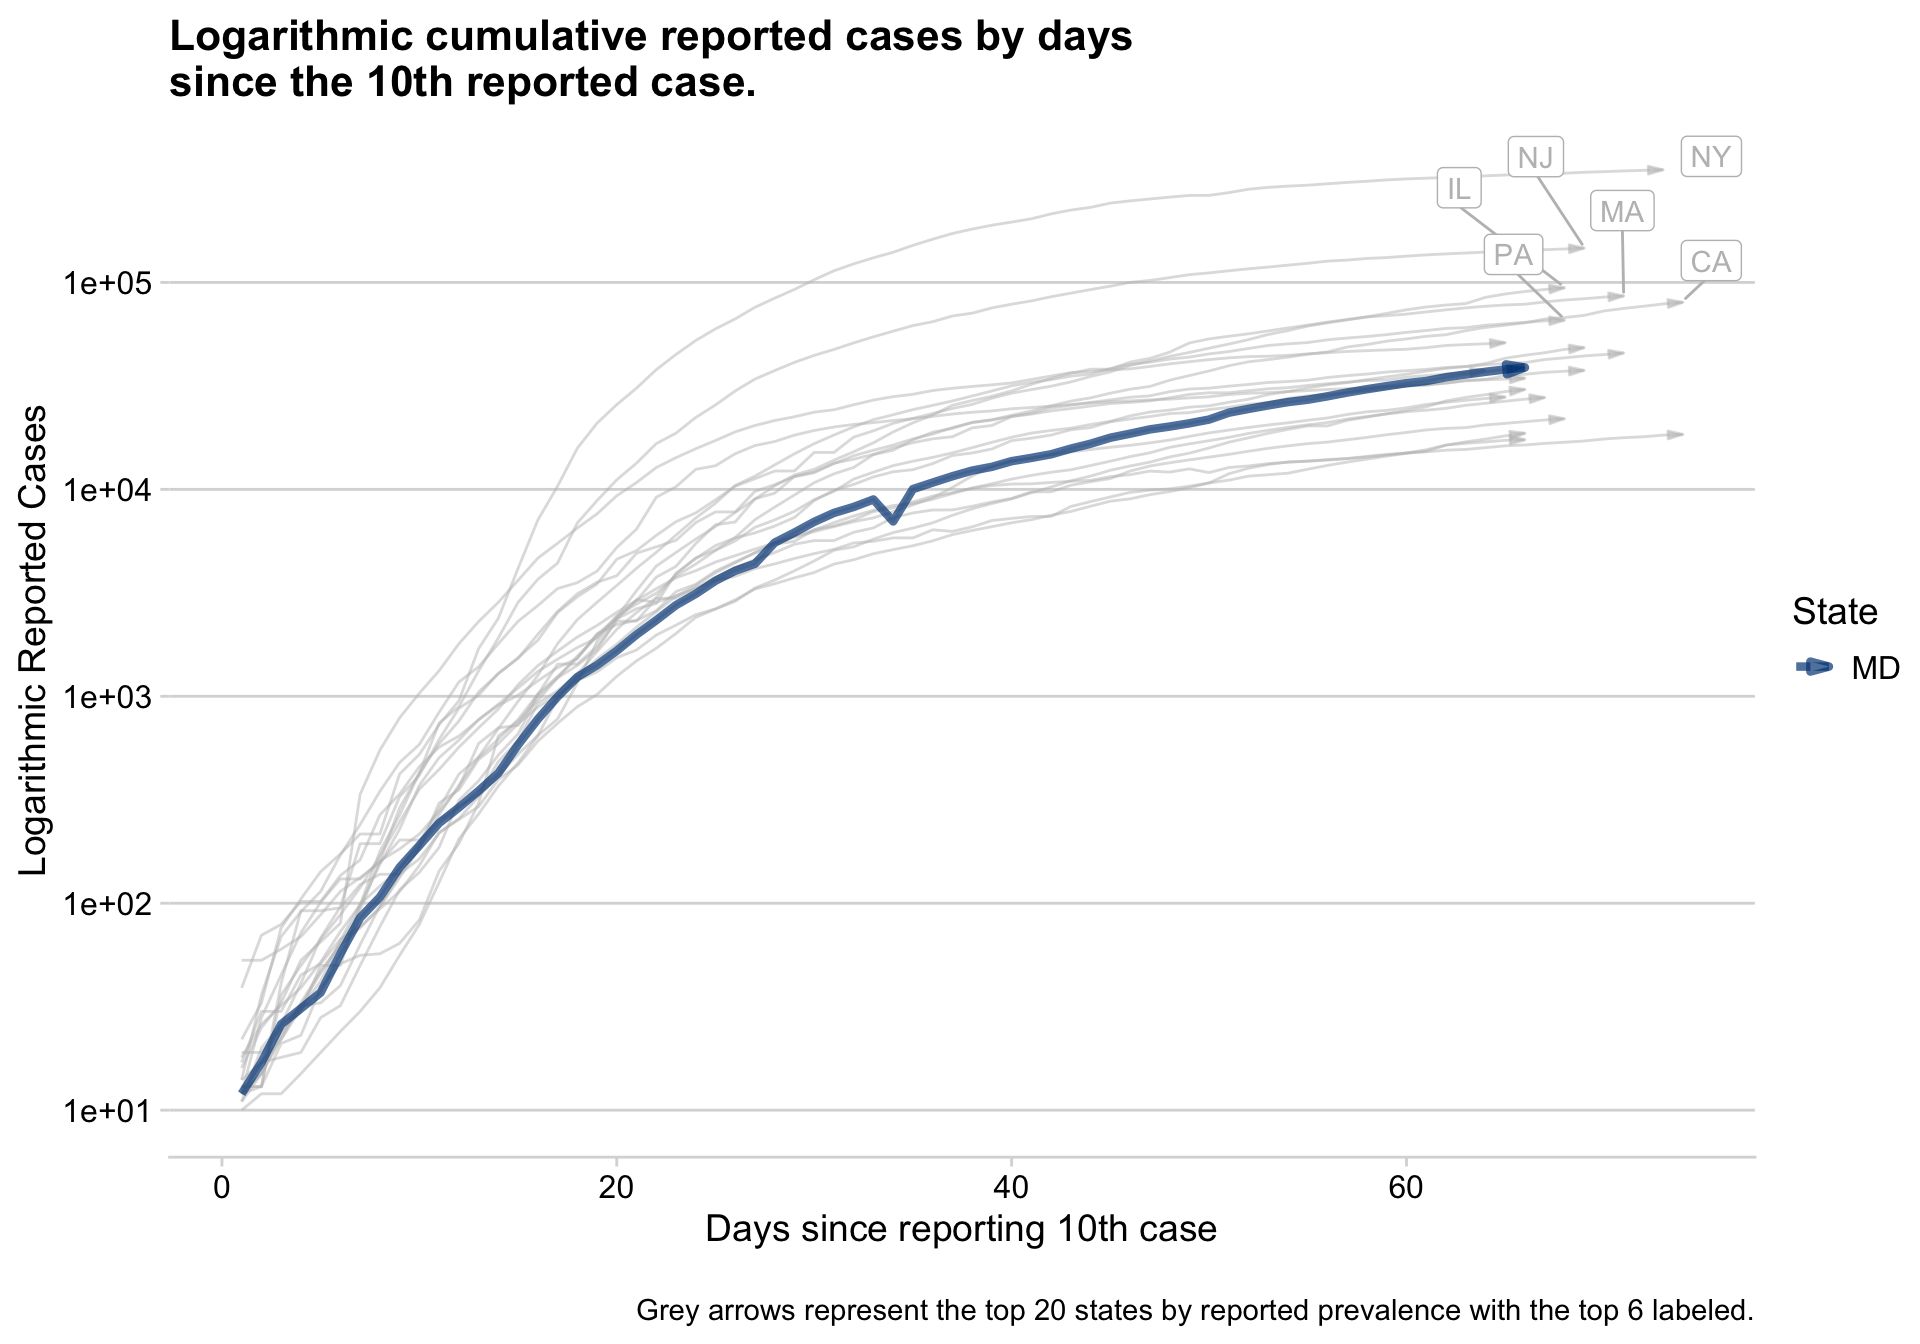 Logarithmic cumulative reported cases by days
since the 10th reported case.
NJ
NY
IL
MA
PA
CA
1e+05
1e+04
1e+03
1e+02
1e+01
Logarithmic Reported Cases
State
MD
0
20
40
60
Days since reporting 10th case
Grey arrows represent the top 20 states by reported prevalence with the top 6 labeled.